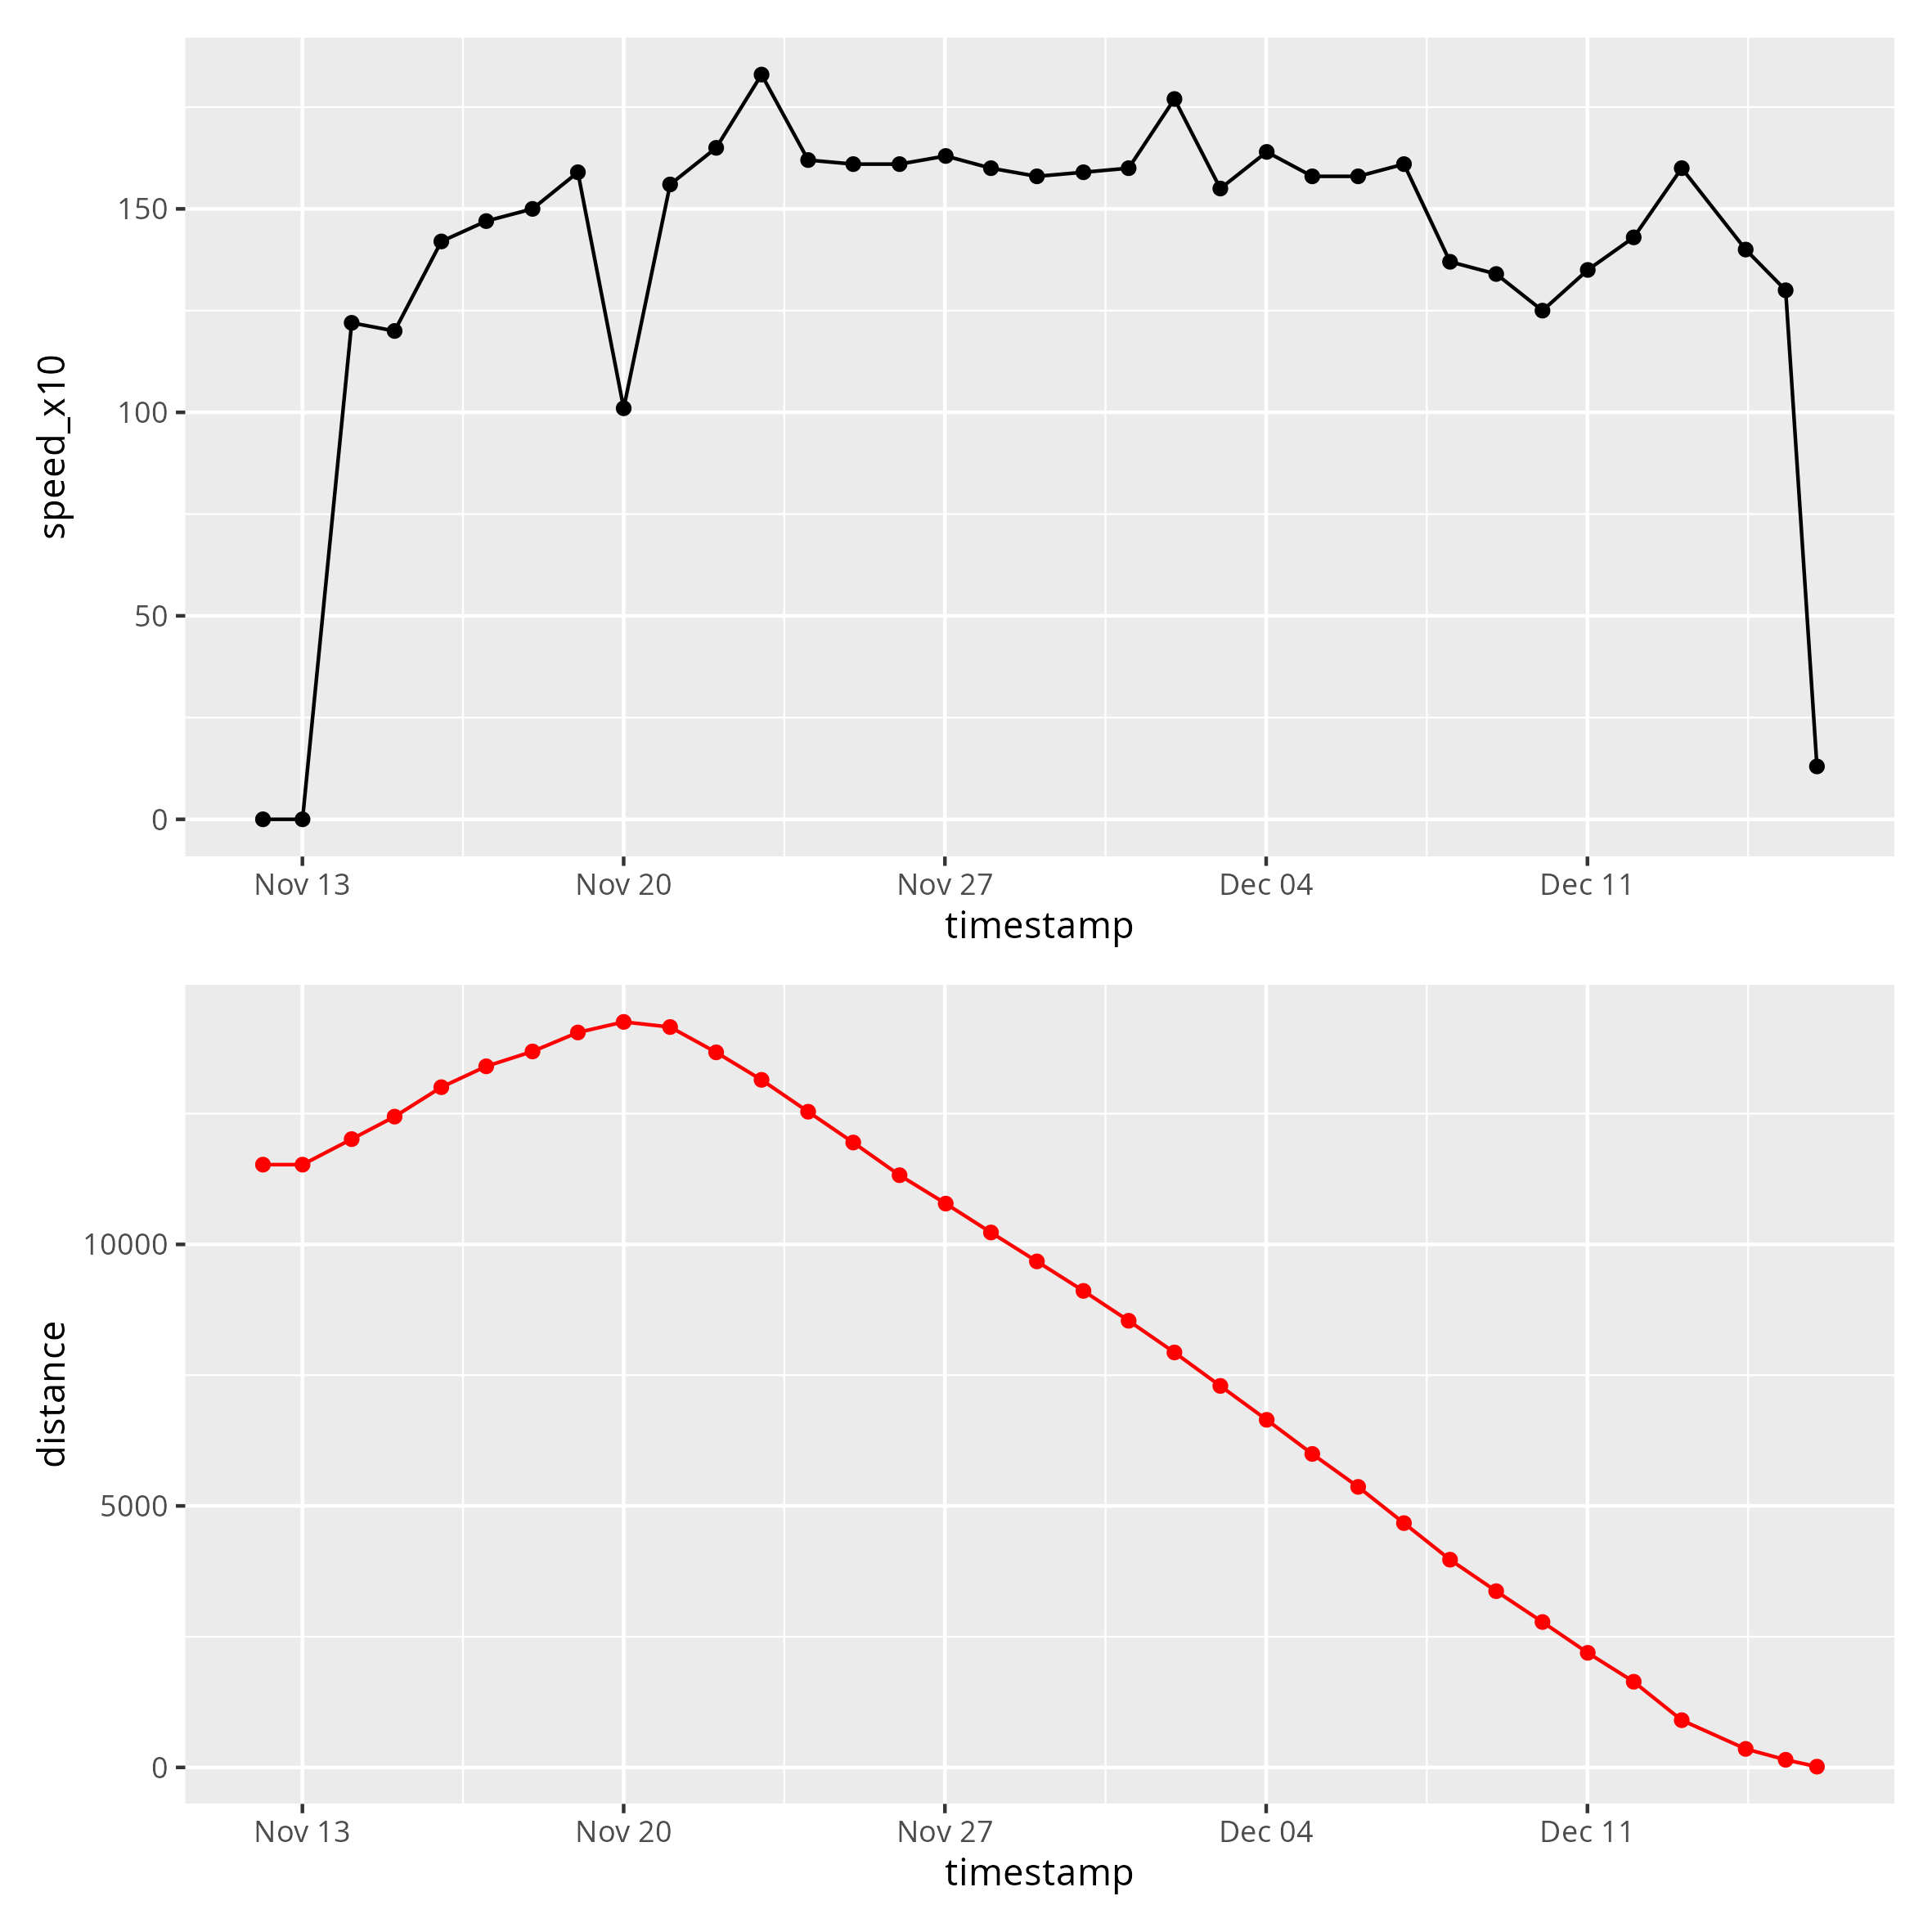 speed_x10
150
100
50
0
Nov 13 Nov 20 Nov 27 Dec 04 Dec 11
timestamp
distance
10000
5000
0
Nov 13 Nov 20 Nov 27 Dec 04 Dec 11
timestamp